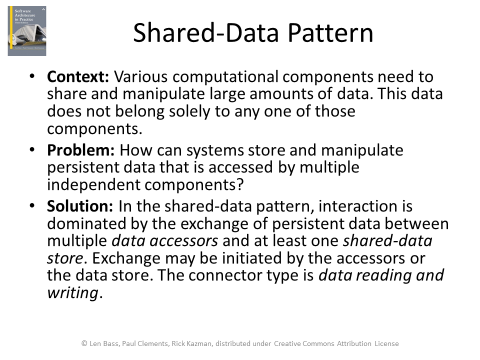 Shared-Data Pattern
• Context: Various computational components need to
share and manipulate large amounts of data. This data
does not belong solely to any one of those
components.
• Problem: How can systems store and manipulate
persistent data that is accessed by multiple
independent components?
• Solution: In the shared-data pattern, interaction is
dominated by the exchange of persistent data between
multiple data accessors and at least one shared-data
store. Exchange may be initiated by the accessors or
the data store. The connector type is data reading and
writing.
© Len Bass, Paul Clements, Rick Kazman, distributed under Creative Commons Attribution License